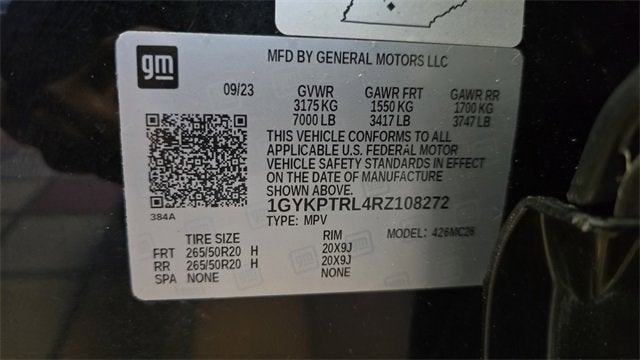 gm
MFD BY GENERAL MOTORS LLC
09/23 GVWR GAWR FRT GAWR RR
3175 KG 1550 KG 1700 KG
7000 LB 3417 LB 3747 LB
THIS VEHICLE CONFORMS TO ALL
APPLICABLE U.S. FEDERAL MOTOR
VEHICLE SAFETY STANDARDS IN EFFECT
ON THE DATE OF MANUFACTURE
SHOWN ABOVE.
384A
1GYKPTRL4RZ108272
TYPE: MPV
TIRE SIZE RIM MODEL: 426MC26
FRT 265/50R20 H 20X9J
RR 265/50R20 H 20X9J
SPA NONE NONE